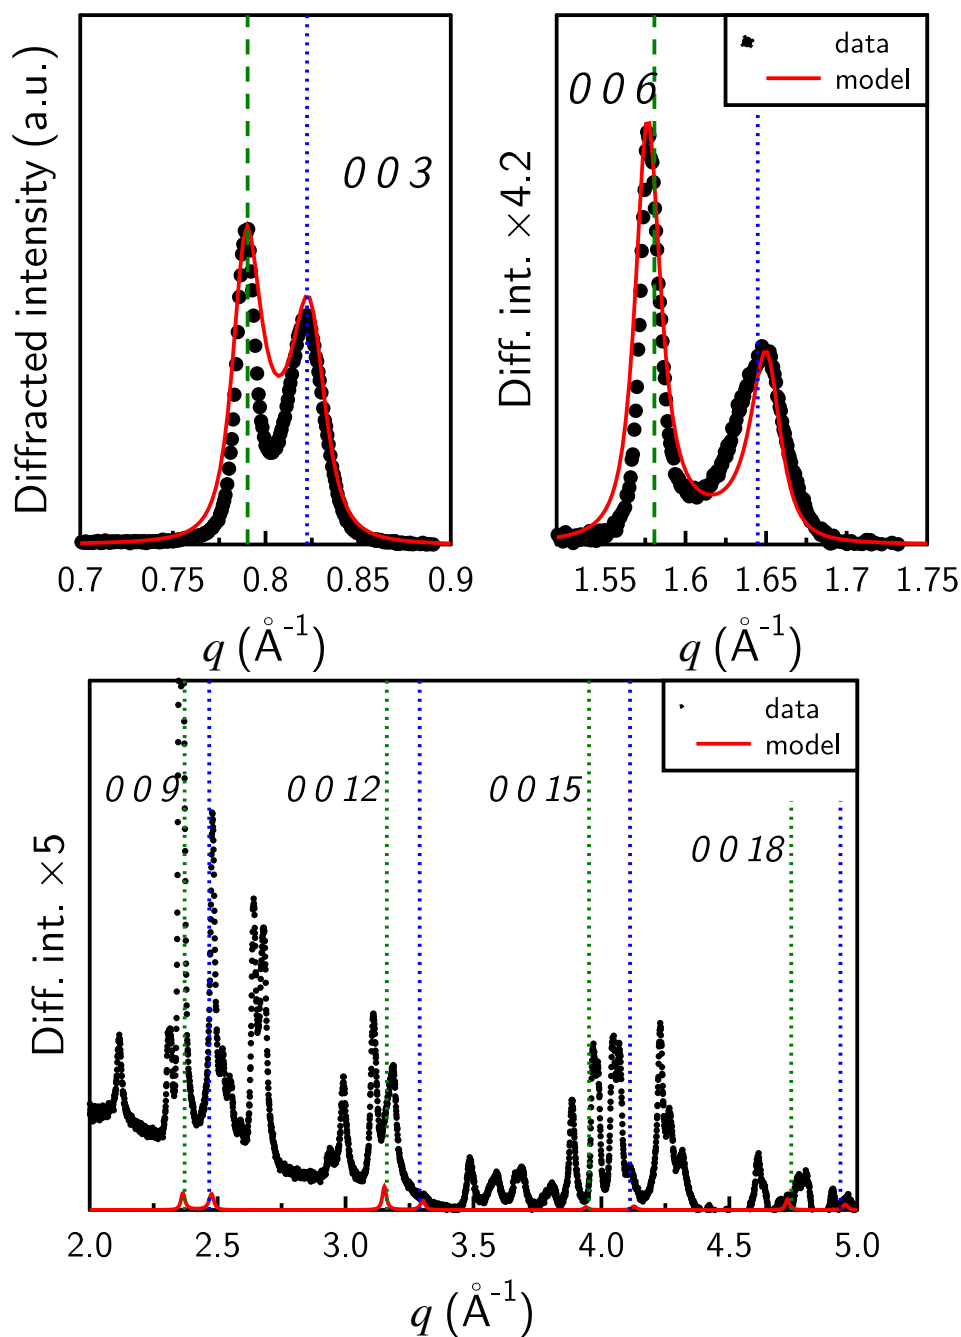 Diffracted intensity (a.u.)
0 0 3
0.7 0.75 0.8 0.85 0.9
q (Å-1)
Diff. int. ×4.2
0 0 6
data
model
1.55 1.6 1.65 1.7 1.75
q (Å-1)
Diff. int. ×5
data
model
0 0 9 0 0 12 0 0 15
0 0 18
2.0 2.5 3.0 3.5 4.0 4.5 5.0
q (Å-1)